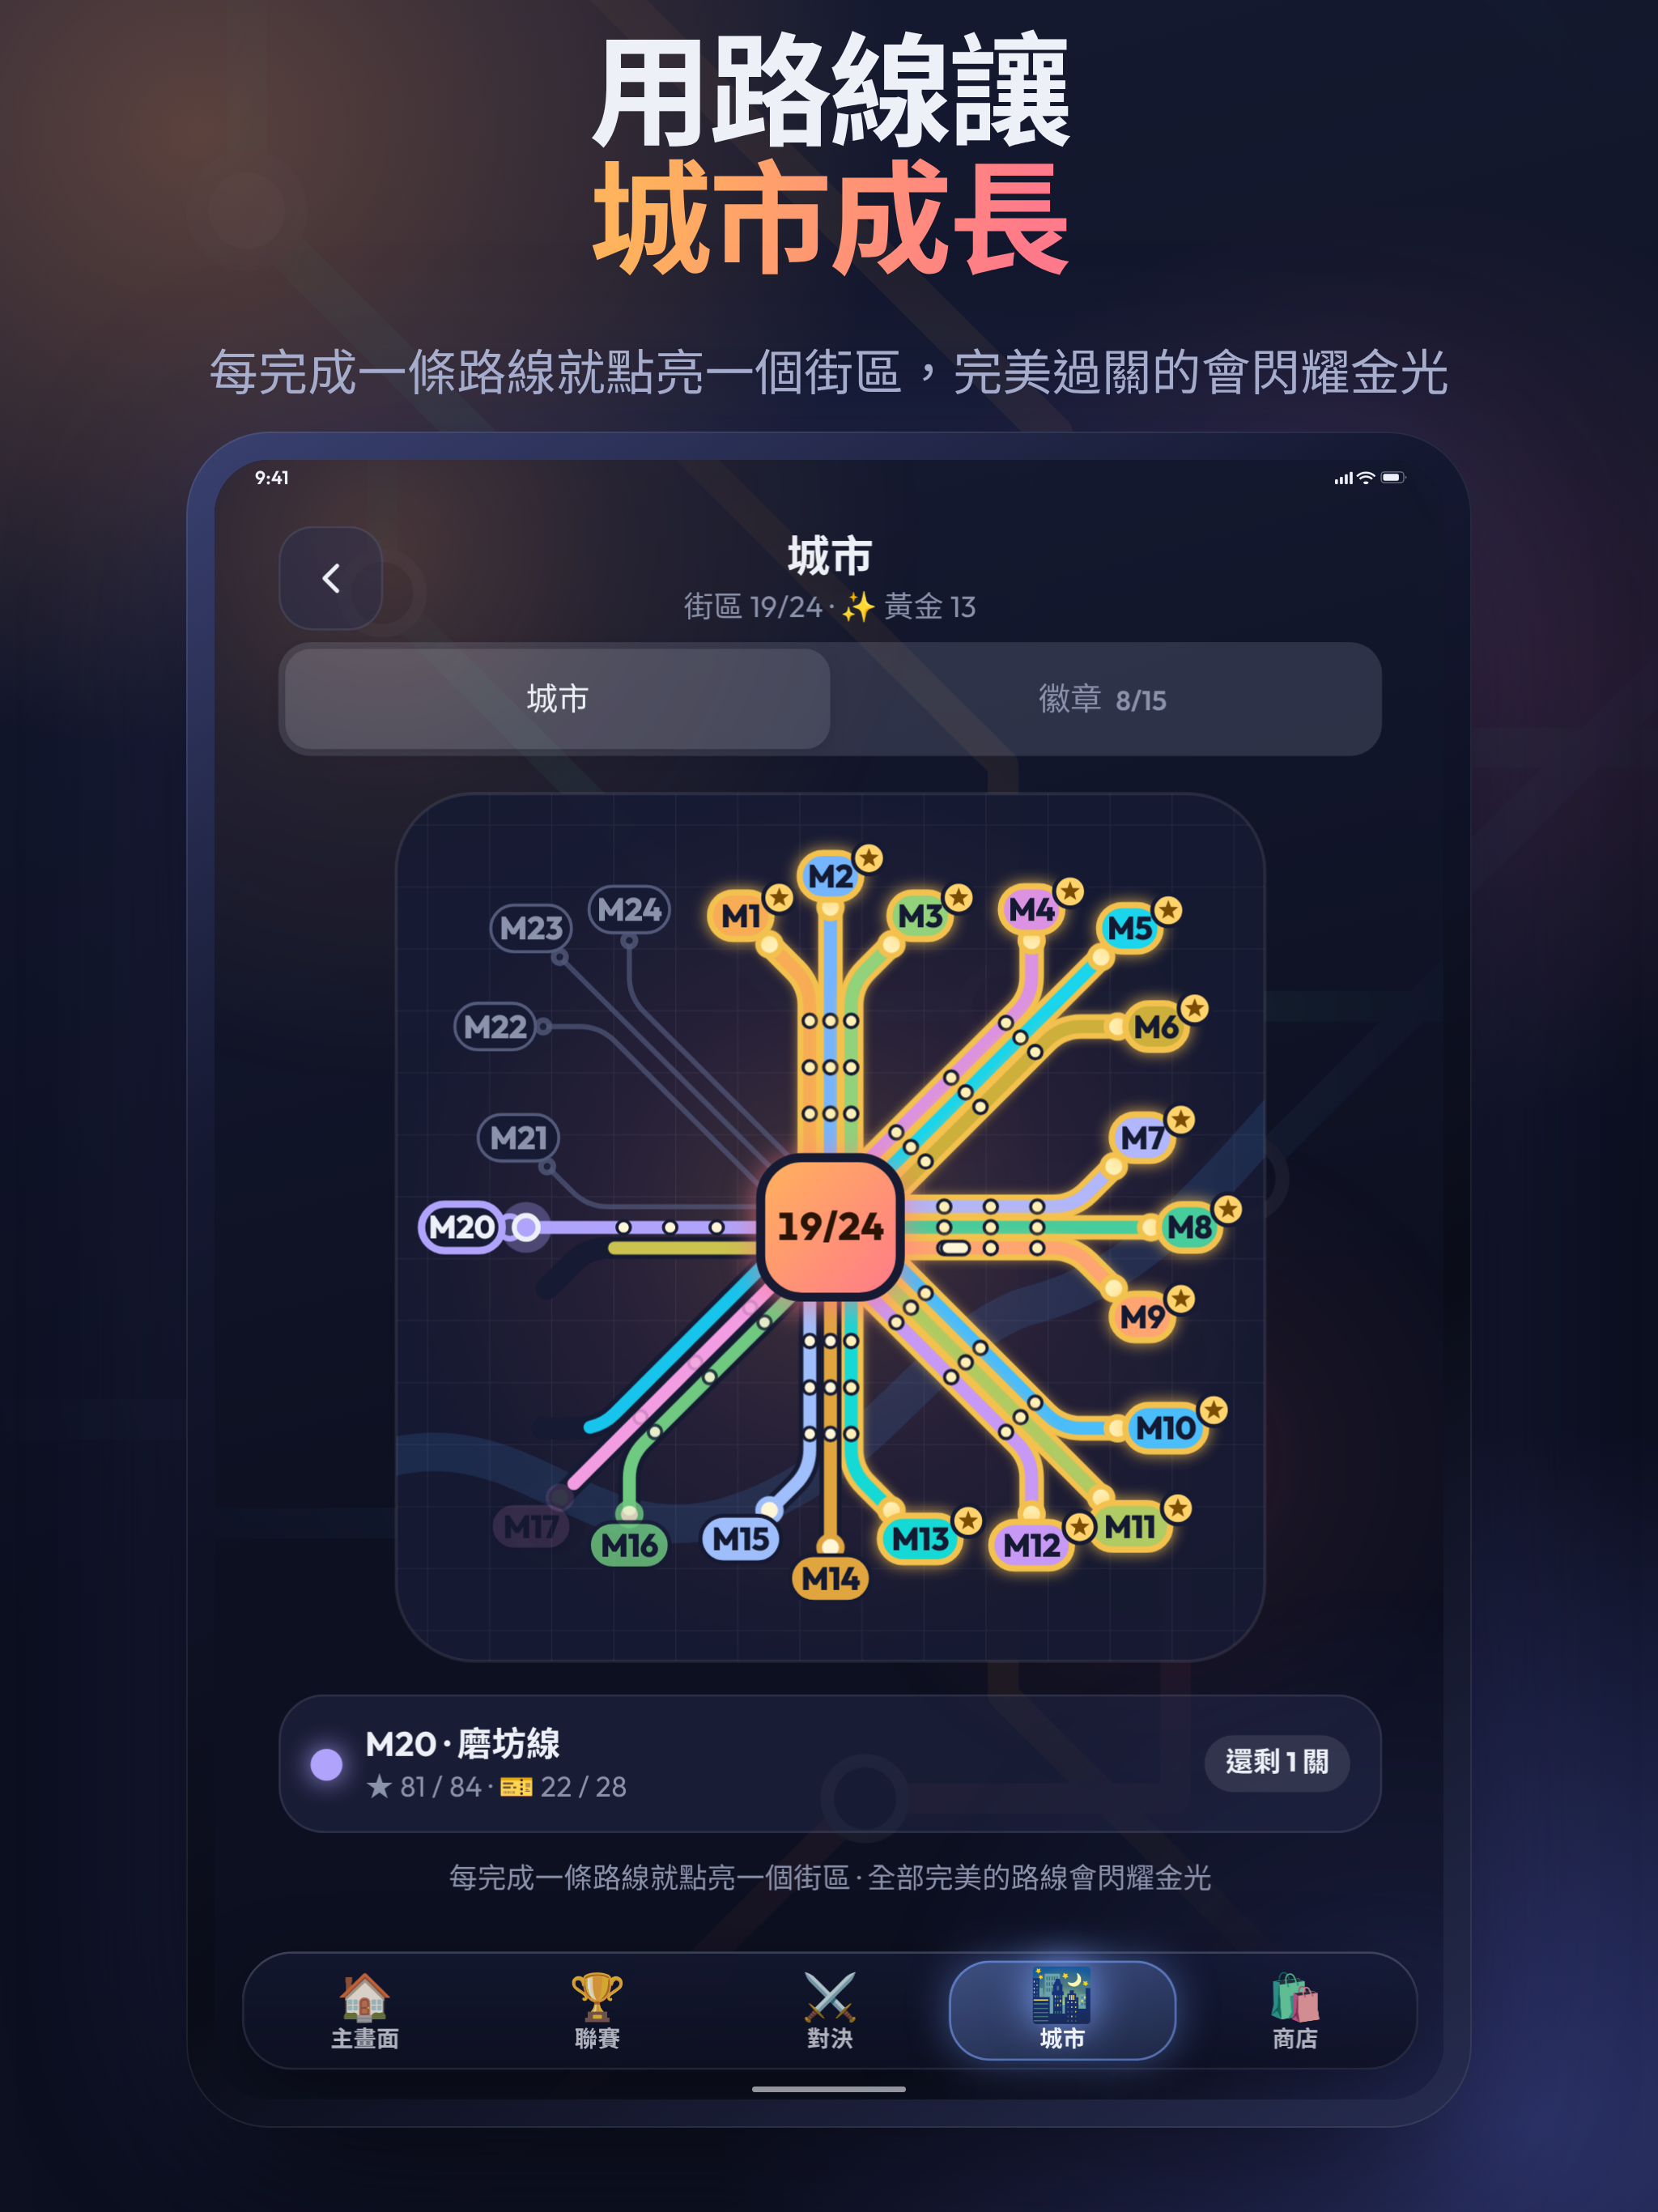 用路線讓
城市成長
每完成一條路線就點亮一個街區，完美過關的會閃耀金光
9:41
城市
街區 19/24 · ✨ 黃金 13
城市
徽章 8/15
M2
M1
M3
M4
M5
M24
M23
M22
M6
M21
M7
M20
19/24
M8
M9
M10
M17
M16
M15
M14
M13
M12
M11
M20 · 磨坊線
★ 81 / 84 · 🎫 22 / 28
還剩 1 關
每完成一條路線就點亮一個街區 · 全部完美的路線會閃耀金光
主畫面
聯賽
對決
城市
商店